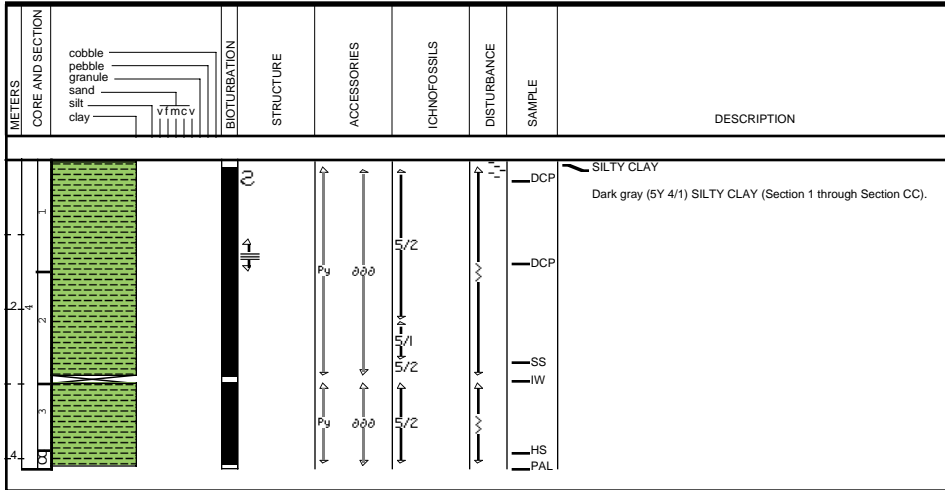 METERS
CORE AND SECTION
cobble
pebble
granule
sand
silt
v f m c v
clay
BIOTURBATION
STRUCTURE
ACCESSORIES
ICHNOFOSSILS
DISTURBANCE
SAMPLE
DESCRIPTION
SILTY CLAY
DCP
Dark gray (5Y 4/1) SILTY CLAY (Section 1 through Section CC).
1
5/2
DCP
Py
2
4
2
5/1
5/2
SS
IW
3
Py
5/2
HS
4
CC
PAL